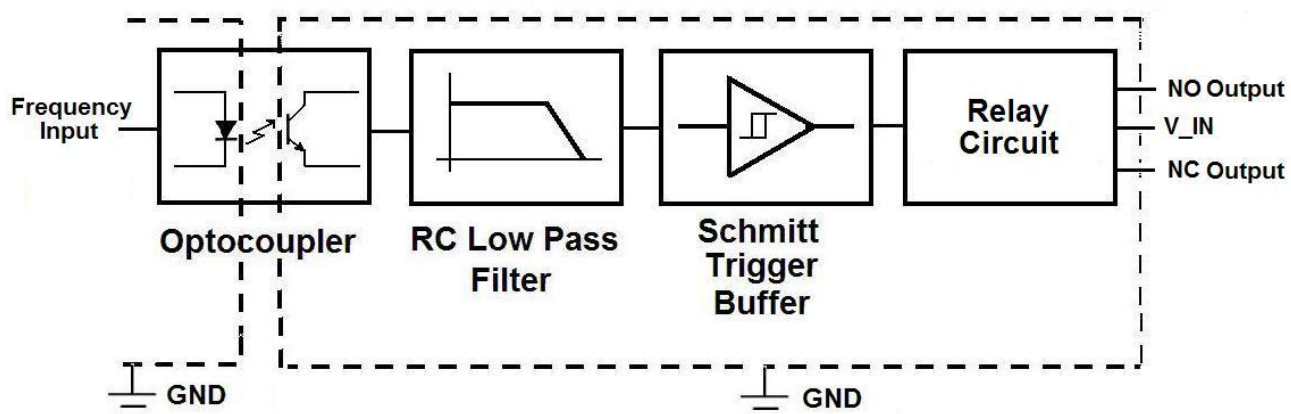 Frequency
Input
Optocoupler
RC Low Pass
Filter
Schmitt
Trigger
Buffer
Relay
Circuit
NO Output
V_IN
NC Output
GND
GND